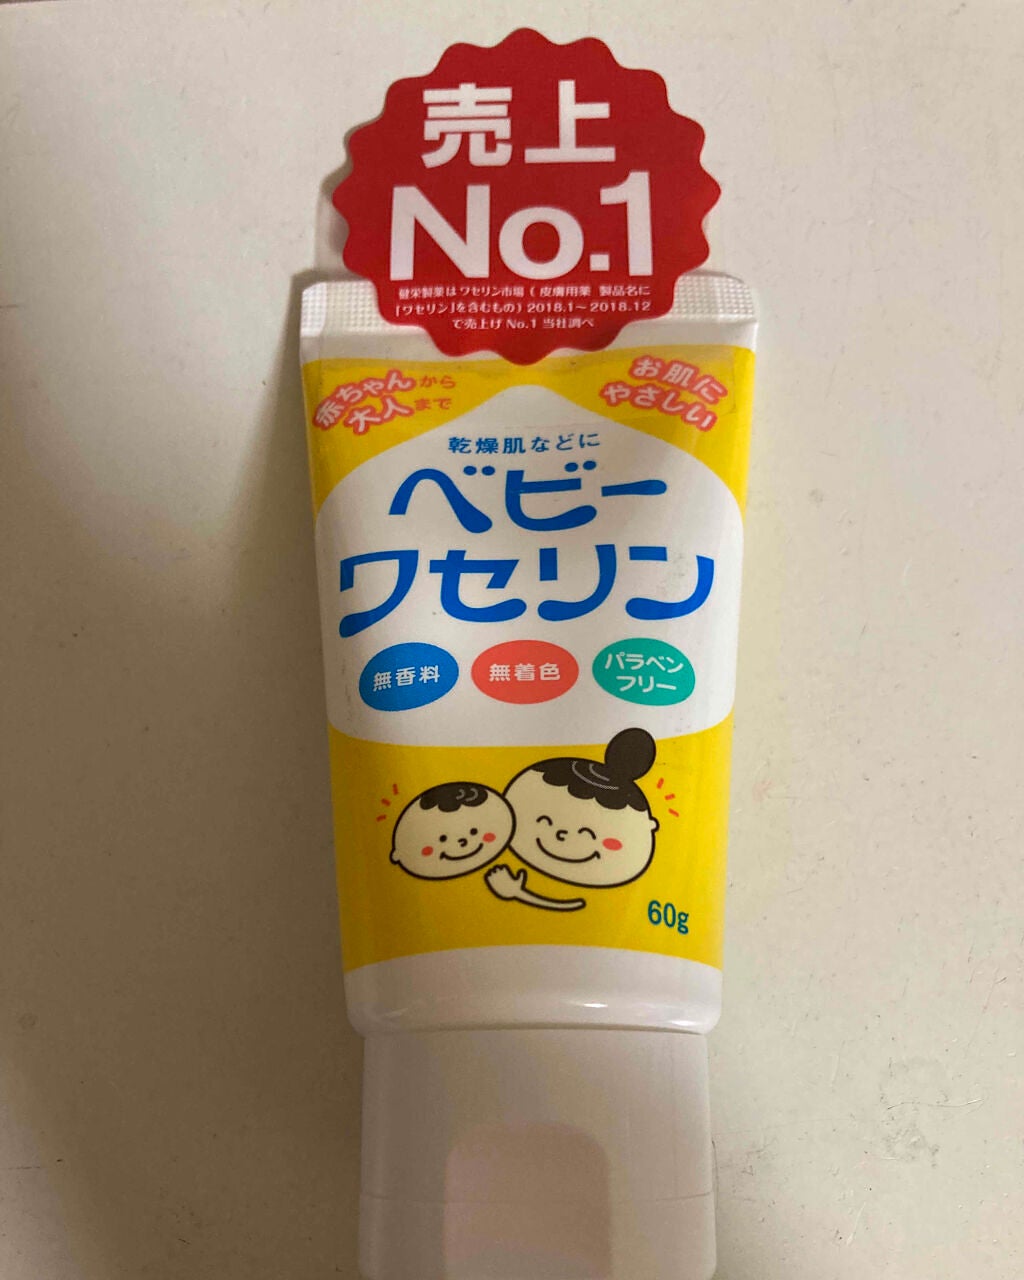 売上
No.1
健栄製薬はワセリン市場(皮膚用薬 製品名に
「ワセリン」を含むもの)2018.1～2018.12
で売上げNo.1 当社調べ
赤ちゃんから
大人まで
お肌に
やさしい
乾燥肌などに
ベビー
ワセリン
無香料
無着色
パラベン
フリー
60g